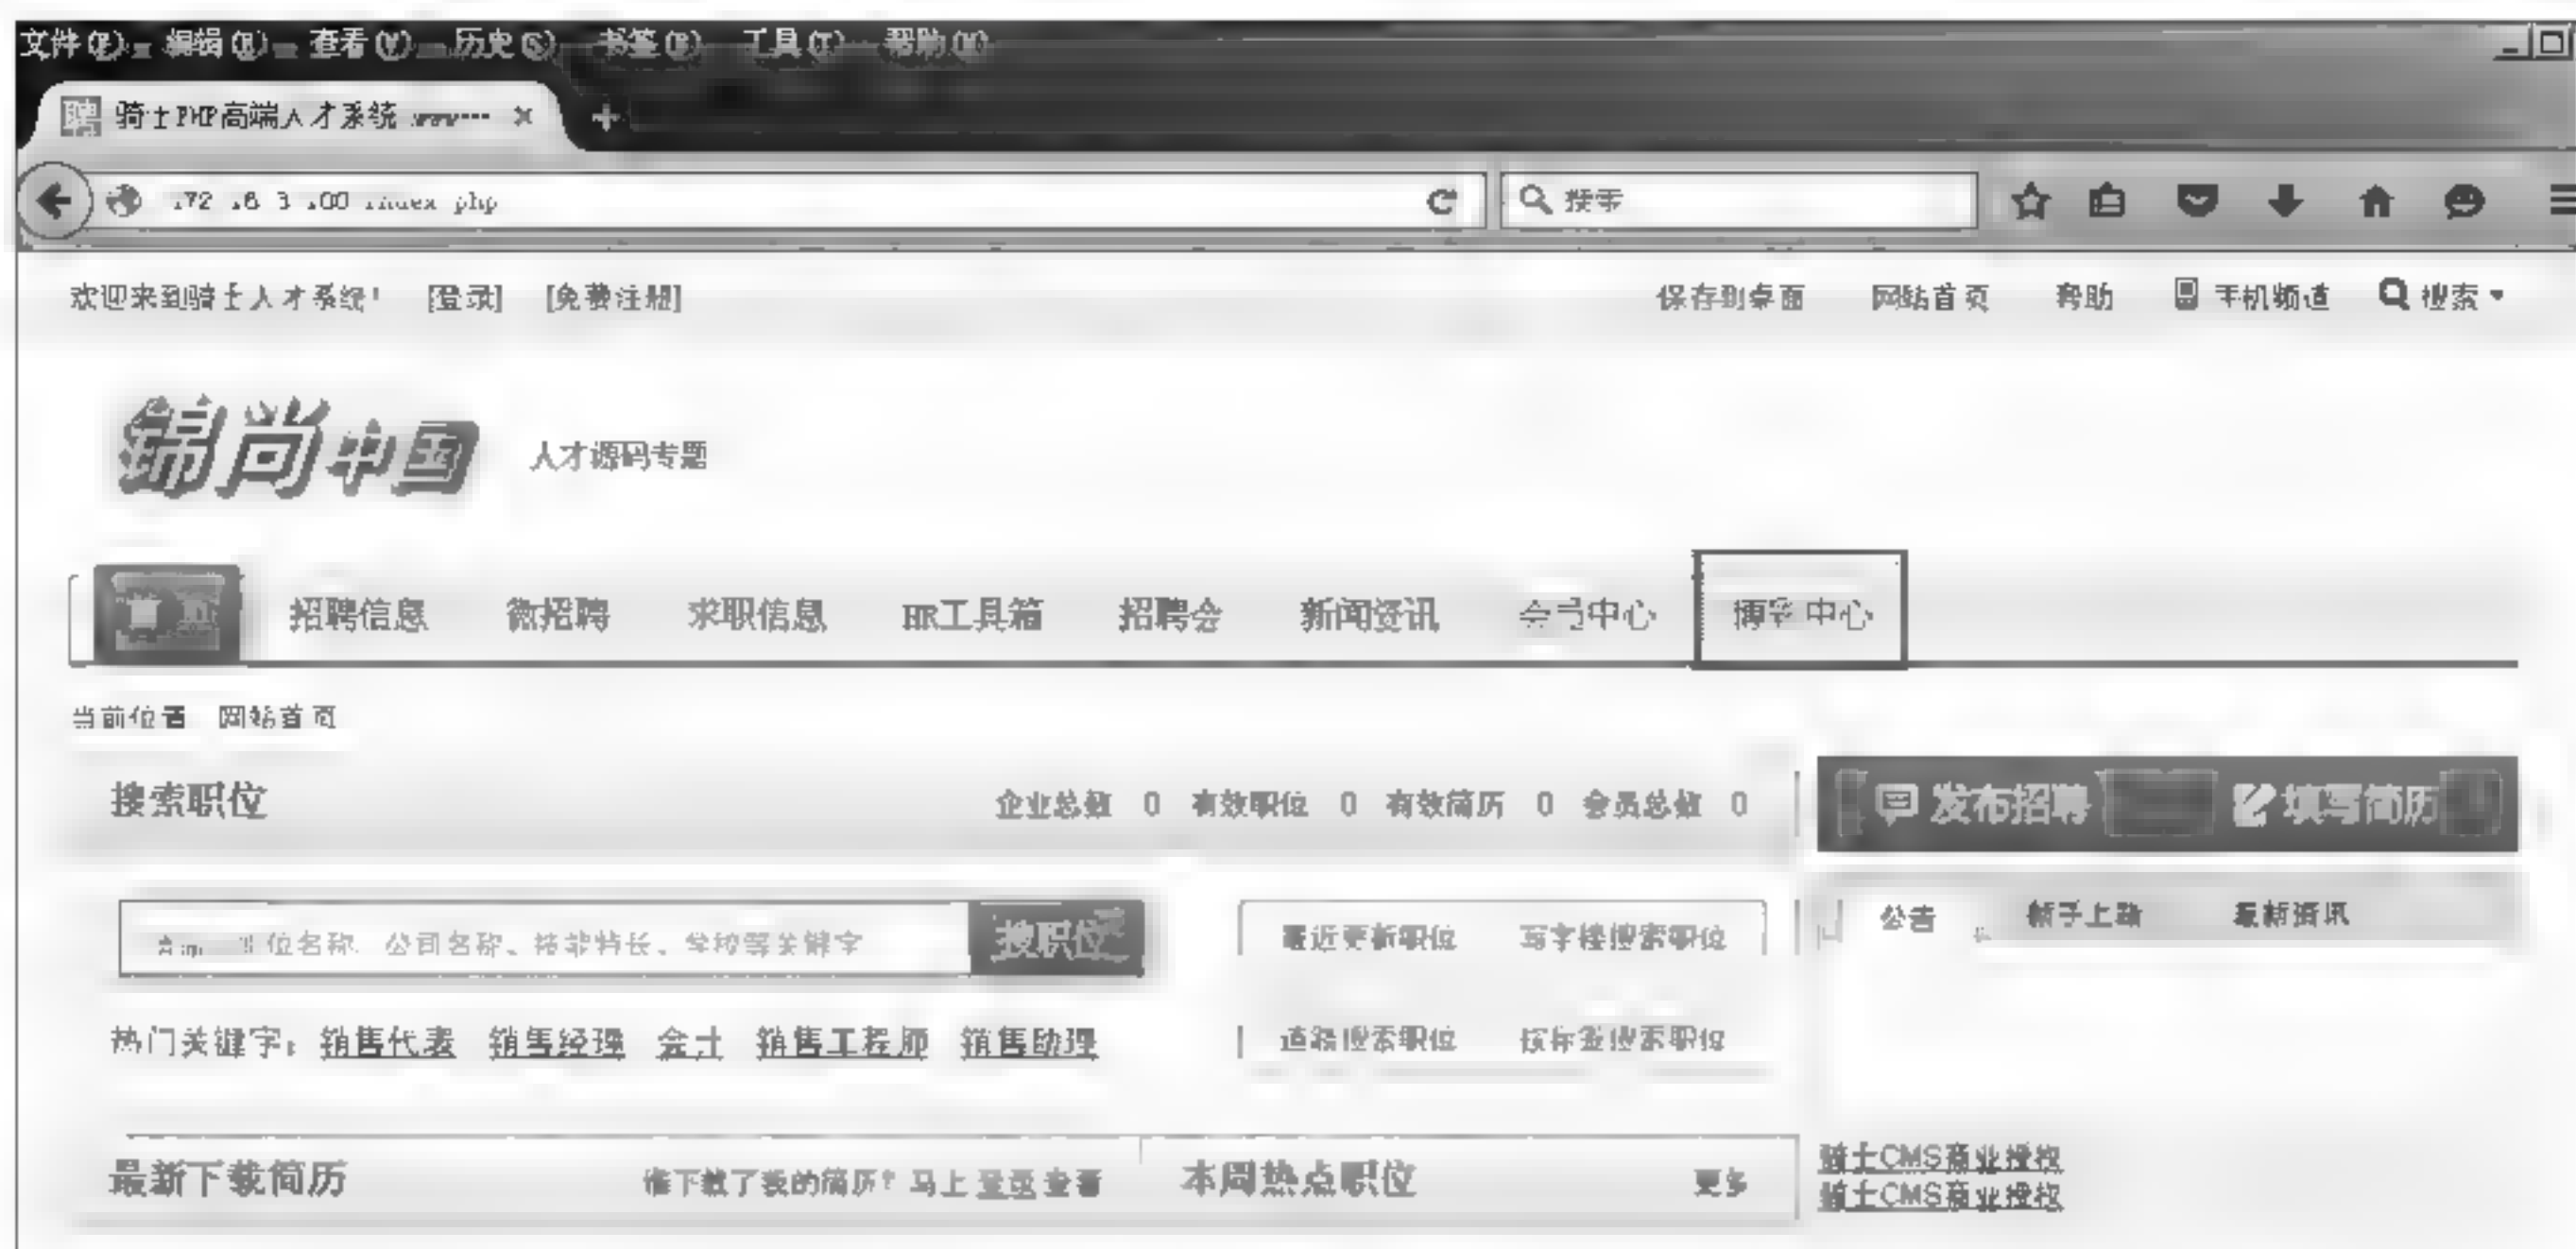 文件(F) 编辑(E) 查看(V) 历史(S) 书签(B) 工具(T) 帮助(H)
聘 骑士PHP高端人才系统 www···
index.php 搜索
欢迎来到骑士人才系统! [登录] [免费注册] 保存到桌面 网站首页 帮助 手机频道 搜索
錦尚中国 人才源码专题
招聘信息 微招聘 求职信息 HR工具箱 招聘会 新闻资讯 会员中心 博彩中心
当前位置 网站首页
搜索职位 企业总数 0 有效职位 0 有效简历 0 会员总数 0 发布招聘 填写简历
位名称、公司名称、技能特长、学校等关键字 搜职位 最近更新职位 写字楼搜索职位 公告 新手上路 最新资讯
热门关键字: 销售代表 销售经理 会计 销售工程师 销售助理 道路搜索职位 按标签搜索职位
最新下载简历 谁下载了我的简历? 马上登录查看 本周热点职位 更多 骑士CMS商业授权
骑士CMS商业授权